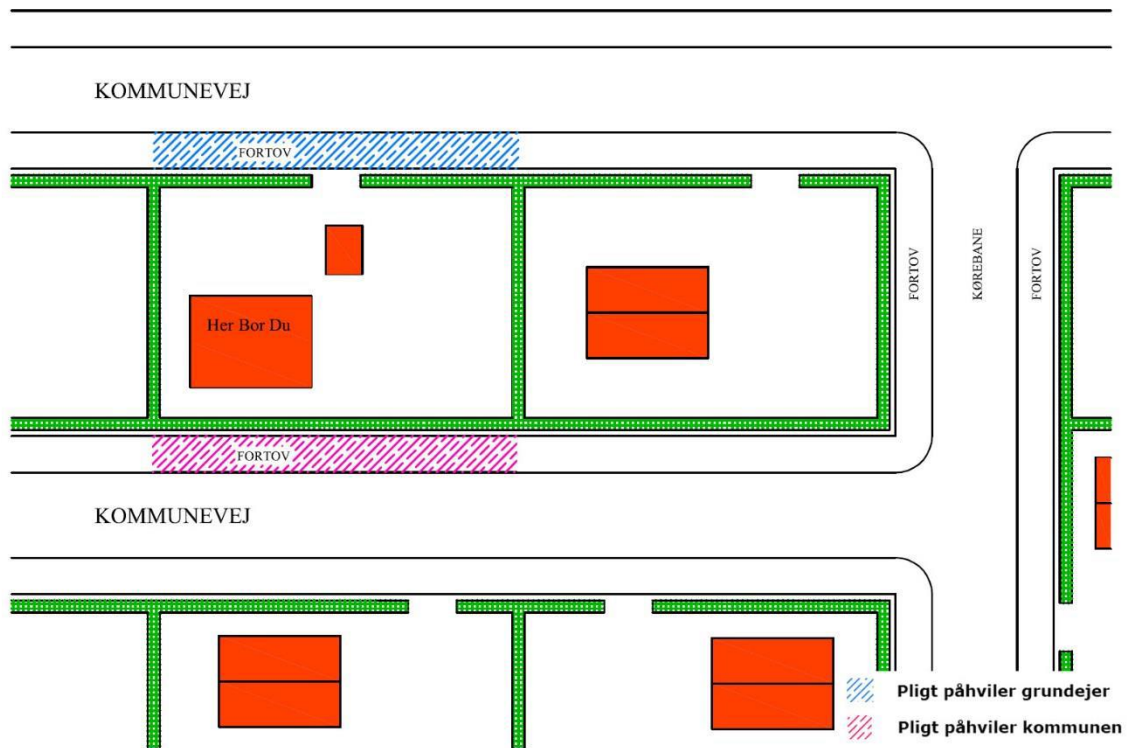 KOMMUNEVEJ
FORTOV
Her Bor Du
FORTOV
KØREBANE
FORTOV
FORTOV
KOMMUNEVEJ
Pligt påhviler grundejer
Pligt påhviler kommunen